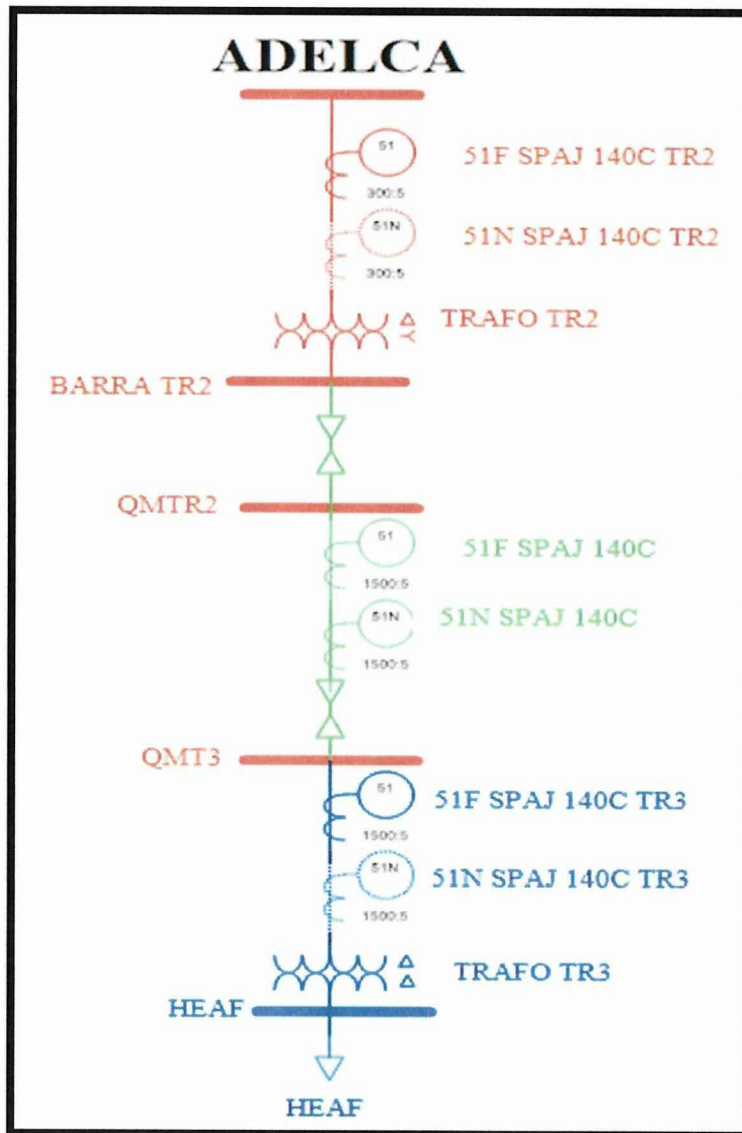 ADELCA
51
51F SPAJ 140C TR2
300:5
51N
51N SPAJ 140C TR2
300:5
TRAFO TR2
BARRA TR2
QMTR2
51
51F SPAJ 140C
1500:5
51N
51N SPAJ 140C
1500:5
QMT3
51
51F SPAJ 140C TR3
1500:5
51N
51N SPAJ 140C TR3
1500:5
TRAFO TR3
HEAF
HEAF